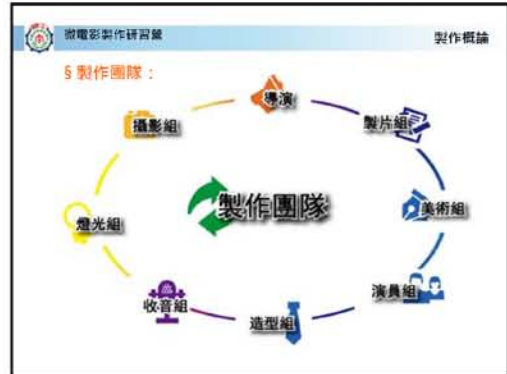 微電影製作研習營
製作概論
§製作團隊：
導演
製片組
美術組
演員組
造型組
收音組
燈光組
攝影組
製作團隊